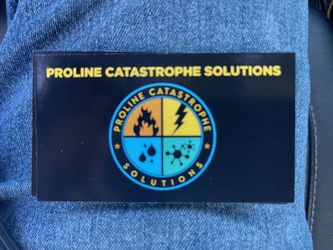 PROLINE CATASTROPHE SOLUTIONS
PROLINE CATASTROPHE
SOLUTIONS